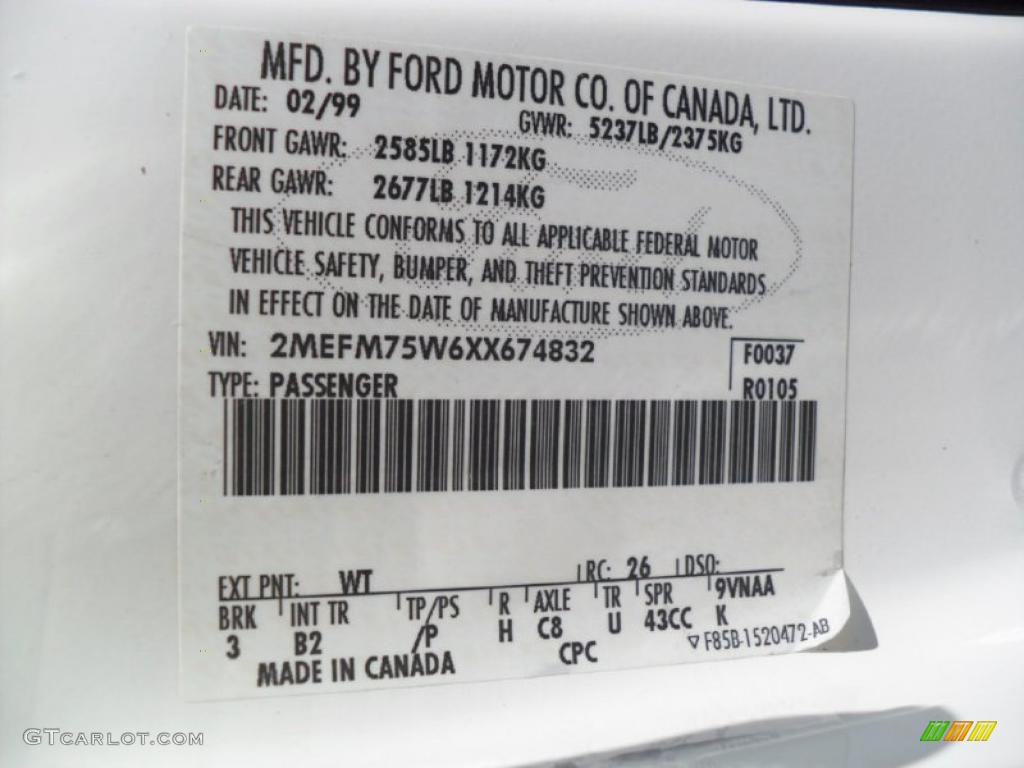 MFD. BY FORD MOTOR CO. OF CANADA, LTD.
DATE: 02/99
GVWR: 5237LB/2375KG
FRONT GAWR: 2585LB 1172KG
REAR GAWR: 2677LB 1214KG
THIS VEHICLE CONFORMS TO ALL APPLICABLE FEDERAL MOTOR
VEHICLE SAFETY, BUMPER, AND THEFT PREVENTION STANDARDS
IN EFFECT ON THE DATE OF MANUFACTURE SHOWN ABOVE.
VIN: 2MEFM75W6XX674832
F0037
TYPE: PASSENGER
R0105
EXT PNT: WT RC: 26 DSO:
BRK INT TR TP/PS R AXLE TR SPR 9VNAA
3 B2 /P H C8 U 43CC K
MADE IN CANADA CPC ▽F85B-1520472-AB
GTCARLOT.COM